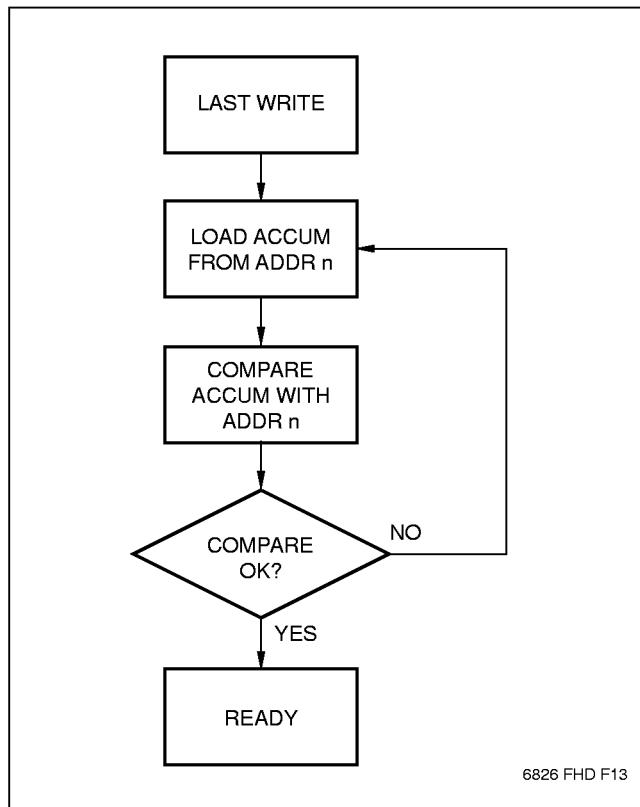 LAST WRITE
LOAD ACCUM
FROM ADDR n
COMPARE
ACCUM WITH
ADDR n
COMPARE
OK?
NO
YES
READY
6826 FHD F13